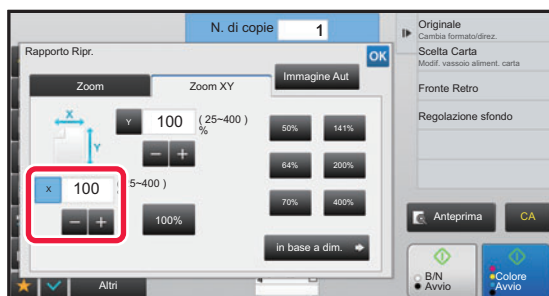 N. di copie 1
Rapporto Ripr.
OK
Zoom
Zoom XY
Immagine Aut
X
Y
Y
100
( 25~400 )
%
X
100
5~400 )
100%
50%
141%
64%
200%
70%
400%
in base a dim.
Altri
Originale
Cambia formato/direz.
Scelta Carta
Modif. vassoio aliment. carta
Fronte Retro
Regolazione sfondo
Anteprima
CA
B/N
Avvio
Colore
Avvio